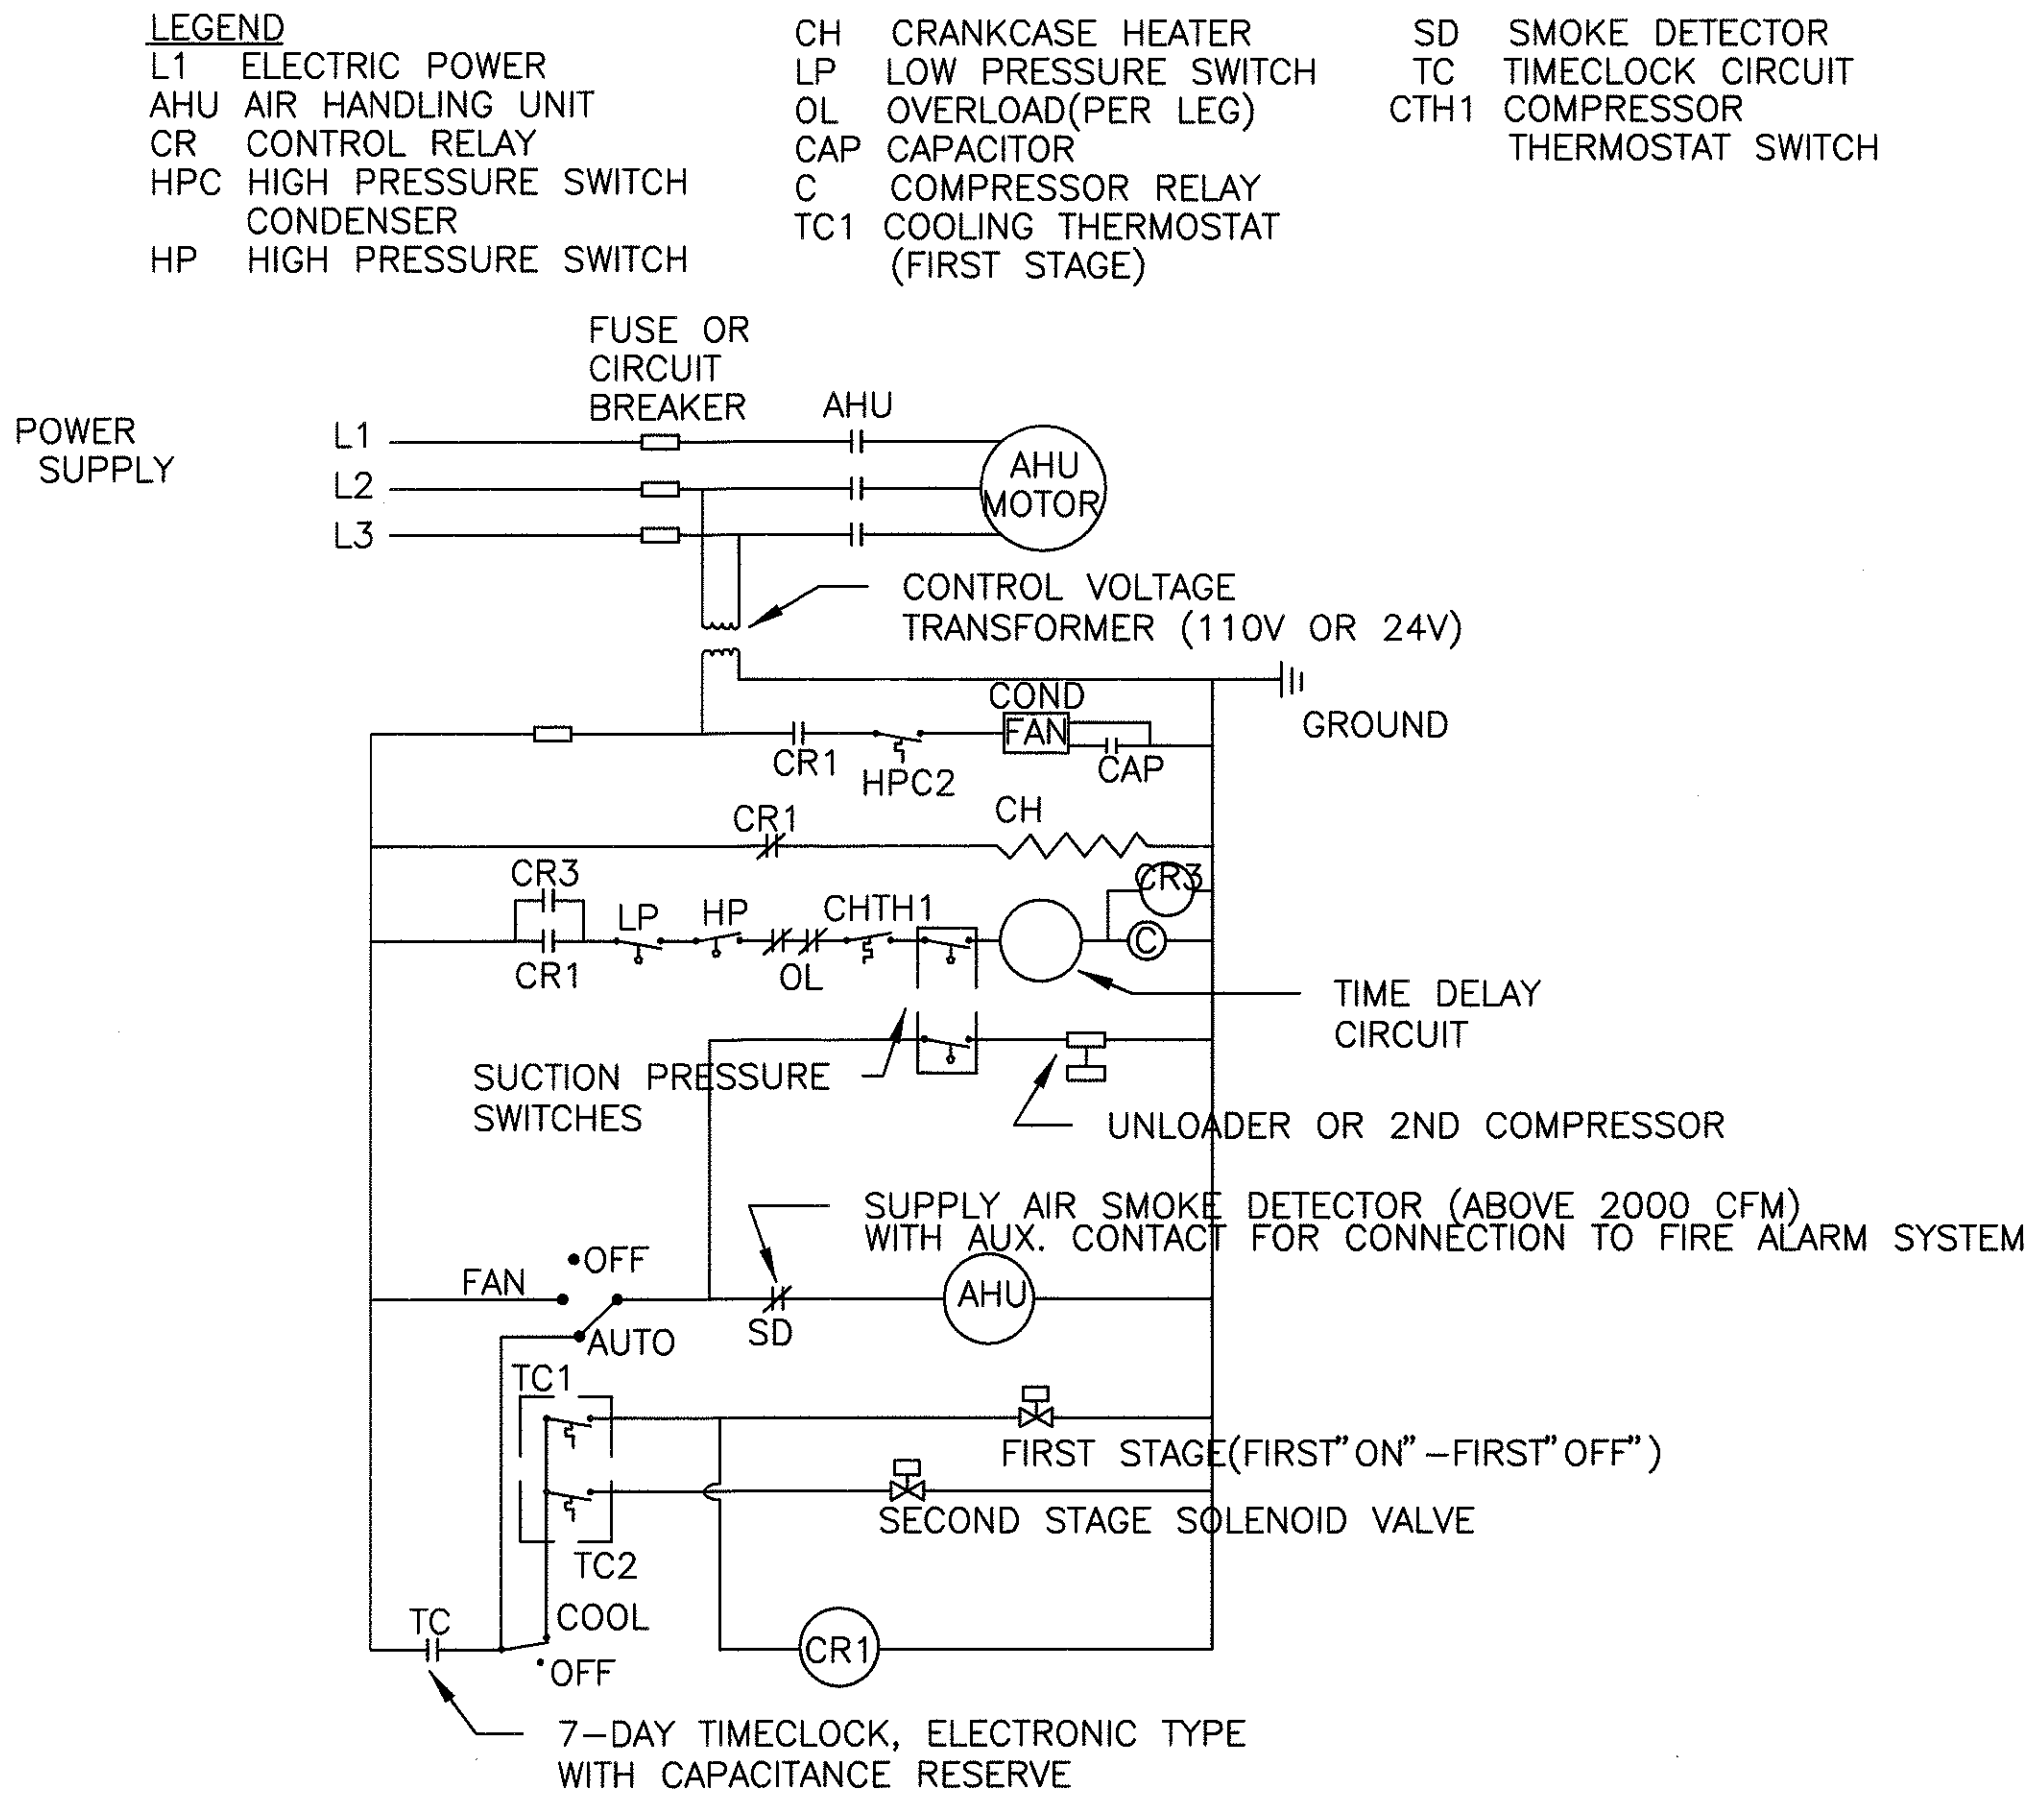 LEGEND
L1 ELECTRIC POWER
AHU AIR HANDLING UNIT
CR CONTROL RELAY
HPC HIGH PRESSURE SWITCH
CONDENSER
HP HIGH PRESSURE SWITCH
CH CRANKCASE HEATER
LP LOW PRESSURE SWITCH
OL OVERLOAD(PER LEG)
CAP CAPACITOR
C COMPRESSOR RELAY
TC1 COOLING THERMOSTAT
(FIRST STAGE)
SD SMOKE DETECTOR
TC TIMECLOCK CIRCUIT
CTH1 COMPRESSOR
THERMOSTAT SWITCH
FUSE OR
CIRCUIT
BREAKER
AHU
POWER
SUPPLY
L1
L2
L3
AHU
MOTOR
CONTROL VOLTAGE
TRANSFORMER (110V OR 24V)
GROUND
COND
FAN
CR1
HPC2
CAP
CR1
CH
CR3
CR1
LP
HP
OL
CHTH1
CR3
C
TIME DELAY
CIRCUIT
SUCTION PRESSURE
SWITCHES
UNLOADER OR 2ND COMPRESSOR
SUPPLY AIR SMOKE DETECTOR (ABOVE 2000 CFM)
WITH AUX. CONTACT FOR CONNECTION TO FIRE ALARM SYSTEM
OFF
FAN
AUTO
SD
AHU
TC1
FIRST STAGE(FIRST"ON"-FIRST"OFF")
SECOND STAGE SOLENOID VALVE
TC2
COOL
TC
OFF
CR1
7-DAY TIMECLOCK, ELECTRONIC TYPE
WITH CAPACITANCE RESERVE